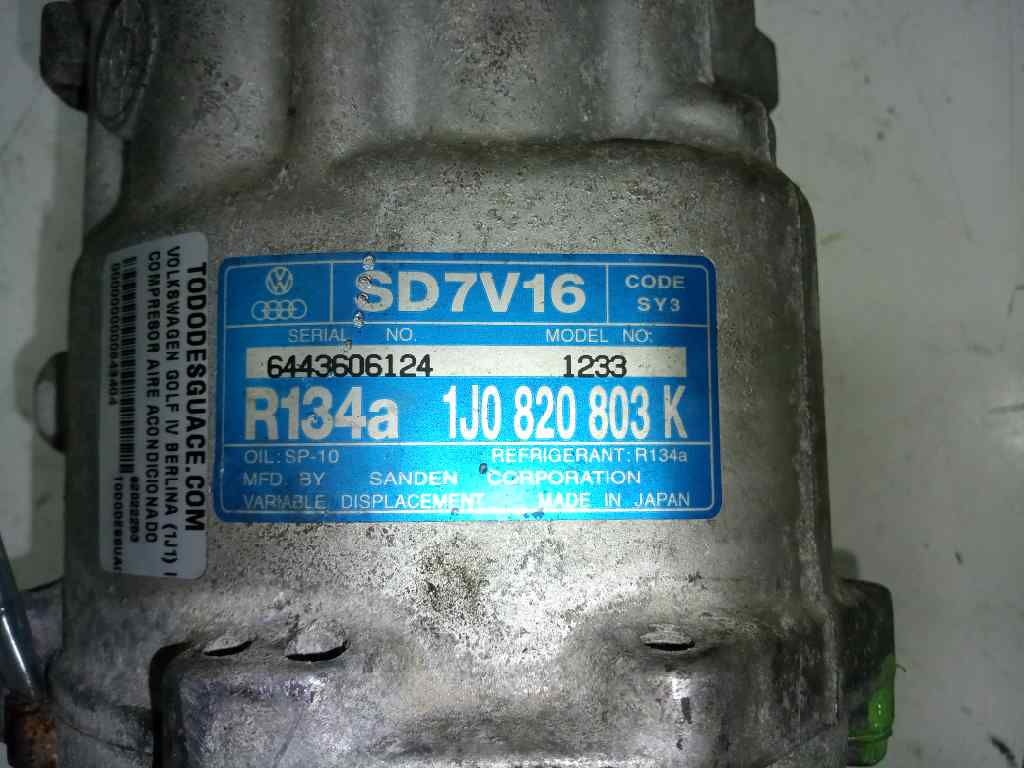 SD7V16
CODE
SY3
SERIAL NO. MODEL NO:
6443606124 1233
R134a 1J0 820 803 K
OIL: SP-10 REFRIGERANT: R134a
MFD. BY SANDEN CORPORATION
VARIABLE DISPLACEMENT MADE IN JAPAN
TODODESGUACE.COM
VOLKSWAGEN GOLF IV BERLINA (1J1)
COMPRESOR AIRE ACONDICIONADO